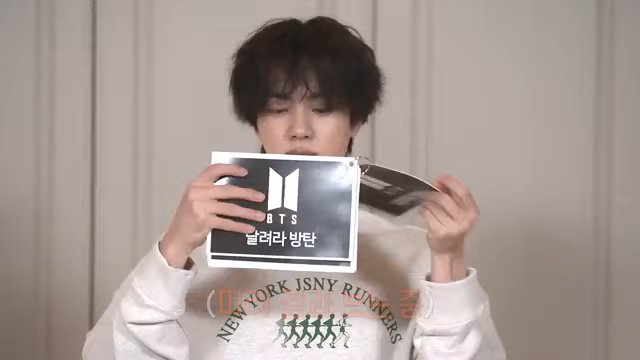 BTS
달려라 방탄
NEW YORK JSNY RUNNERS